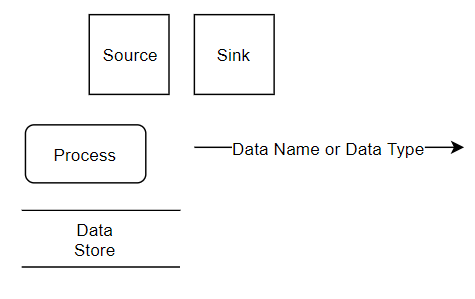 Source
Sink
Process
Data Name or Data Type
Data
Store